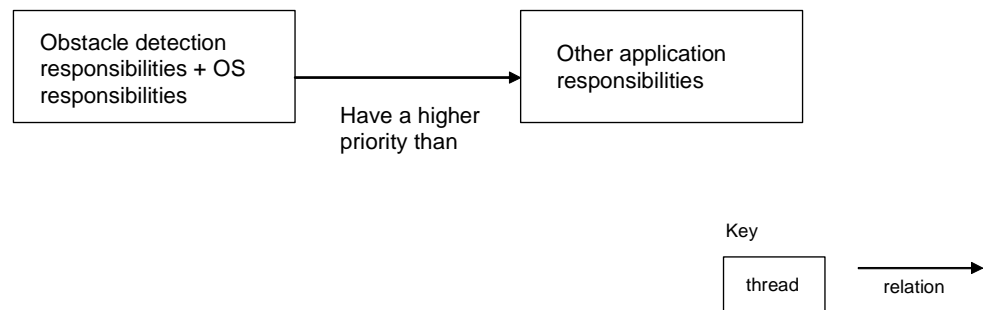 Obstacle detection
responsibilities + OS
responsibilities
Have a higher
priority than
Other application
responsibilities
Key
thread
relation